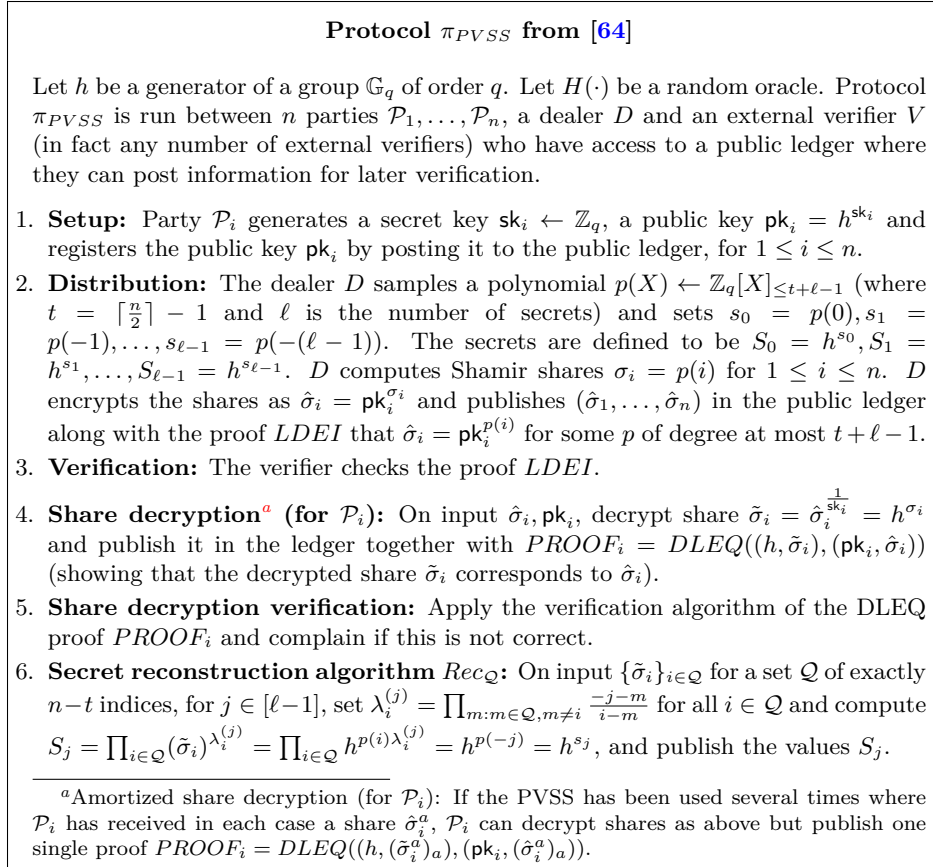 Protocol π_PVSS from [64]
Let h be a generator of a group 𝔾_q of order q. Let H(·) be a random oracle. Protocol
π_PVSS is run between n parties 𝒫_1, . . . , 𝒫_n, a dealer D and an external verifier V
(in fact any number of external verifiers) who have access to a public ledger where
they can post information for later verification.
1. Setup: Party 𝒫_i generates a secret key sk_i ← ℤ_q, a public key pk_i = h^{sk_i} and
registers the public key pk_i by posting it to the public ledger, for 1 ≤ i ≤ n.
2. Distribution: The dealer D samples a polynomial p(X) ← ℤ_q[X]_{≤t+ℓ−1} (where
t = ⌈n/2⌉ − 1 and ℓ is the number of secrets) and sets s_0 = p(0), s_1 =
p(−1), . . . , s_{ℓ−1} = p(−(ℓ − 1)). The secrets are defined to be S_0 = h^{s_0}, S_1 =
h^{s_1}, . . . , S_{ℓ−1} = h^{s_{ℓ−1}}. D computes Shamir shares σ_i = p(i) for 1 ≤ i ≤ n. D
encrypts the shares as σ̂_i = pk_i^{σ_i} and publishes (σ̂_1, . . . , σ̂_n) in the public ledger
along with the proof LDEI that σ̂_i = pk_i^{p(i)} for some p of degree at most t + ℓ − 1.
3. Verification: The verifier checks the proof LDEI.
4. Share decryption^a (for 𝒫_i): On input σ̂_i, pk_i, decrypt share σ̃_i = σ̂_i^{1/sk_i} = h^{σ_i}
and publish it in the ledger together with PROOF_i = DLEQ((h, σ̃_i), (pk_i, σ̂_i))
(showing that the decrypted share σ̃_i corresponds to σ̂_i).
5. Share decryption verification: Apply the verification algorithm of the DLEQ
proof PROOF_i and complain if this is not correct.
6. Secret reconstruction algorithm Rec_𝒬: On input {σ̃_i}_{i∈𝒬} for a set 𝒬 of exactly
n−t indices, for j ∈ [ℓ−1], set λ_i^{(j)} = ∏_{m:m∈𝒬,m≠i} (−j−m)/(i−m) for all i ∈ 𝒬 and compute
S_j = ∏_{i∈𝒬}(σ̃_i)^{λ_i^{(j)}} = ∏_{i∈𝒬} h^{p(i)λ_i^{(j)}} = h^{p(−j)} = h^{s_j}, and publish the values S_j.
^a Amortized share decryption (for 𝒫_i): If the PVSS has been used several times where
𝒫_i has received in each case a share σ̂_i^a, 𝒫_i can decrypt shares as above but publish one
single proof PROOF_i = DLEQ((h, (σ̃_i^a)_a), (pk_i, (σ̂_i^a)_a)).